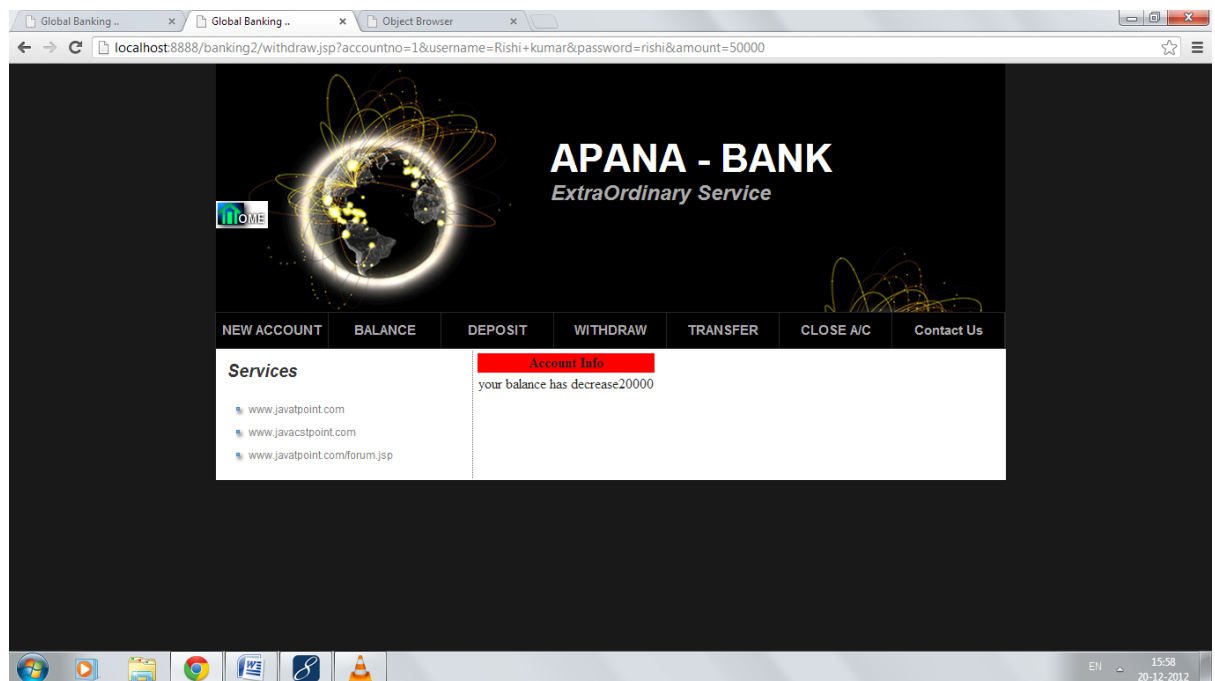 Global Banking ..
Global Banking ..
Object Browser
localhost:8888/banking2/withdraw.jsp?accountno=1&username=Rishi+kumar&password=rishi&amount=50000
APANA - BANK
ExtraOrdinary Service
HOME
NEW ACCOUNT BALANCE DEPOSIT WITHDRAW TRANSFER CLOSE A/C Contact Us
Services
www.javatpoint.com
www.javacstpoint.com
www.javatpoint.com/forum.jsp
Account Info
your balance has decrease20000
EN
15:58
20-12-2012